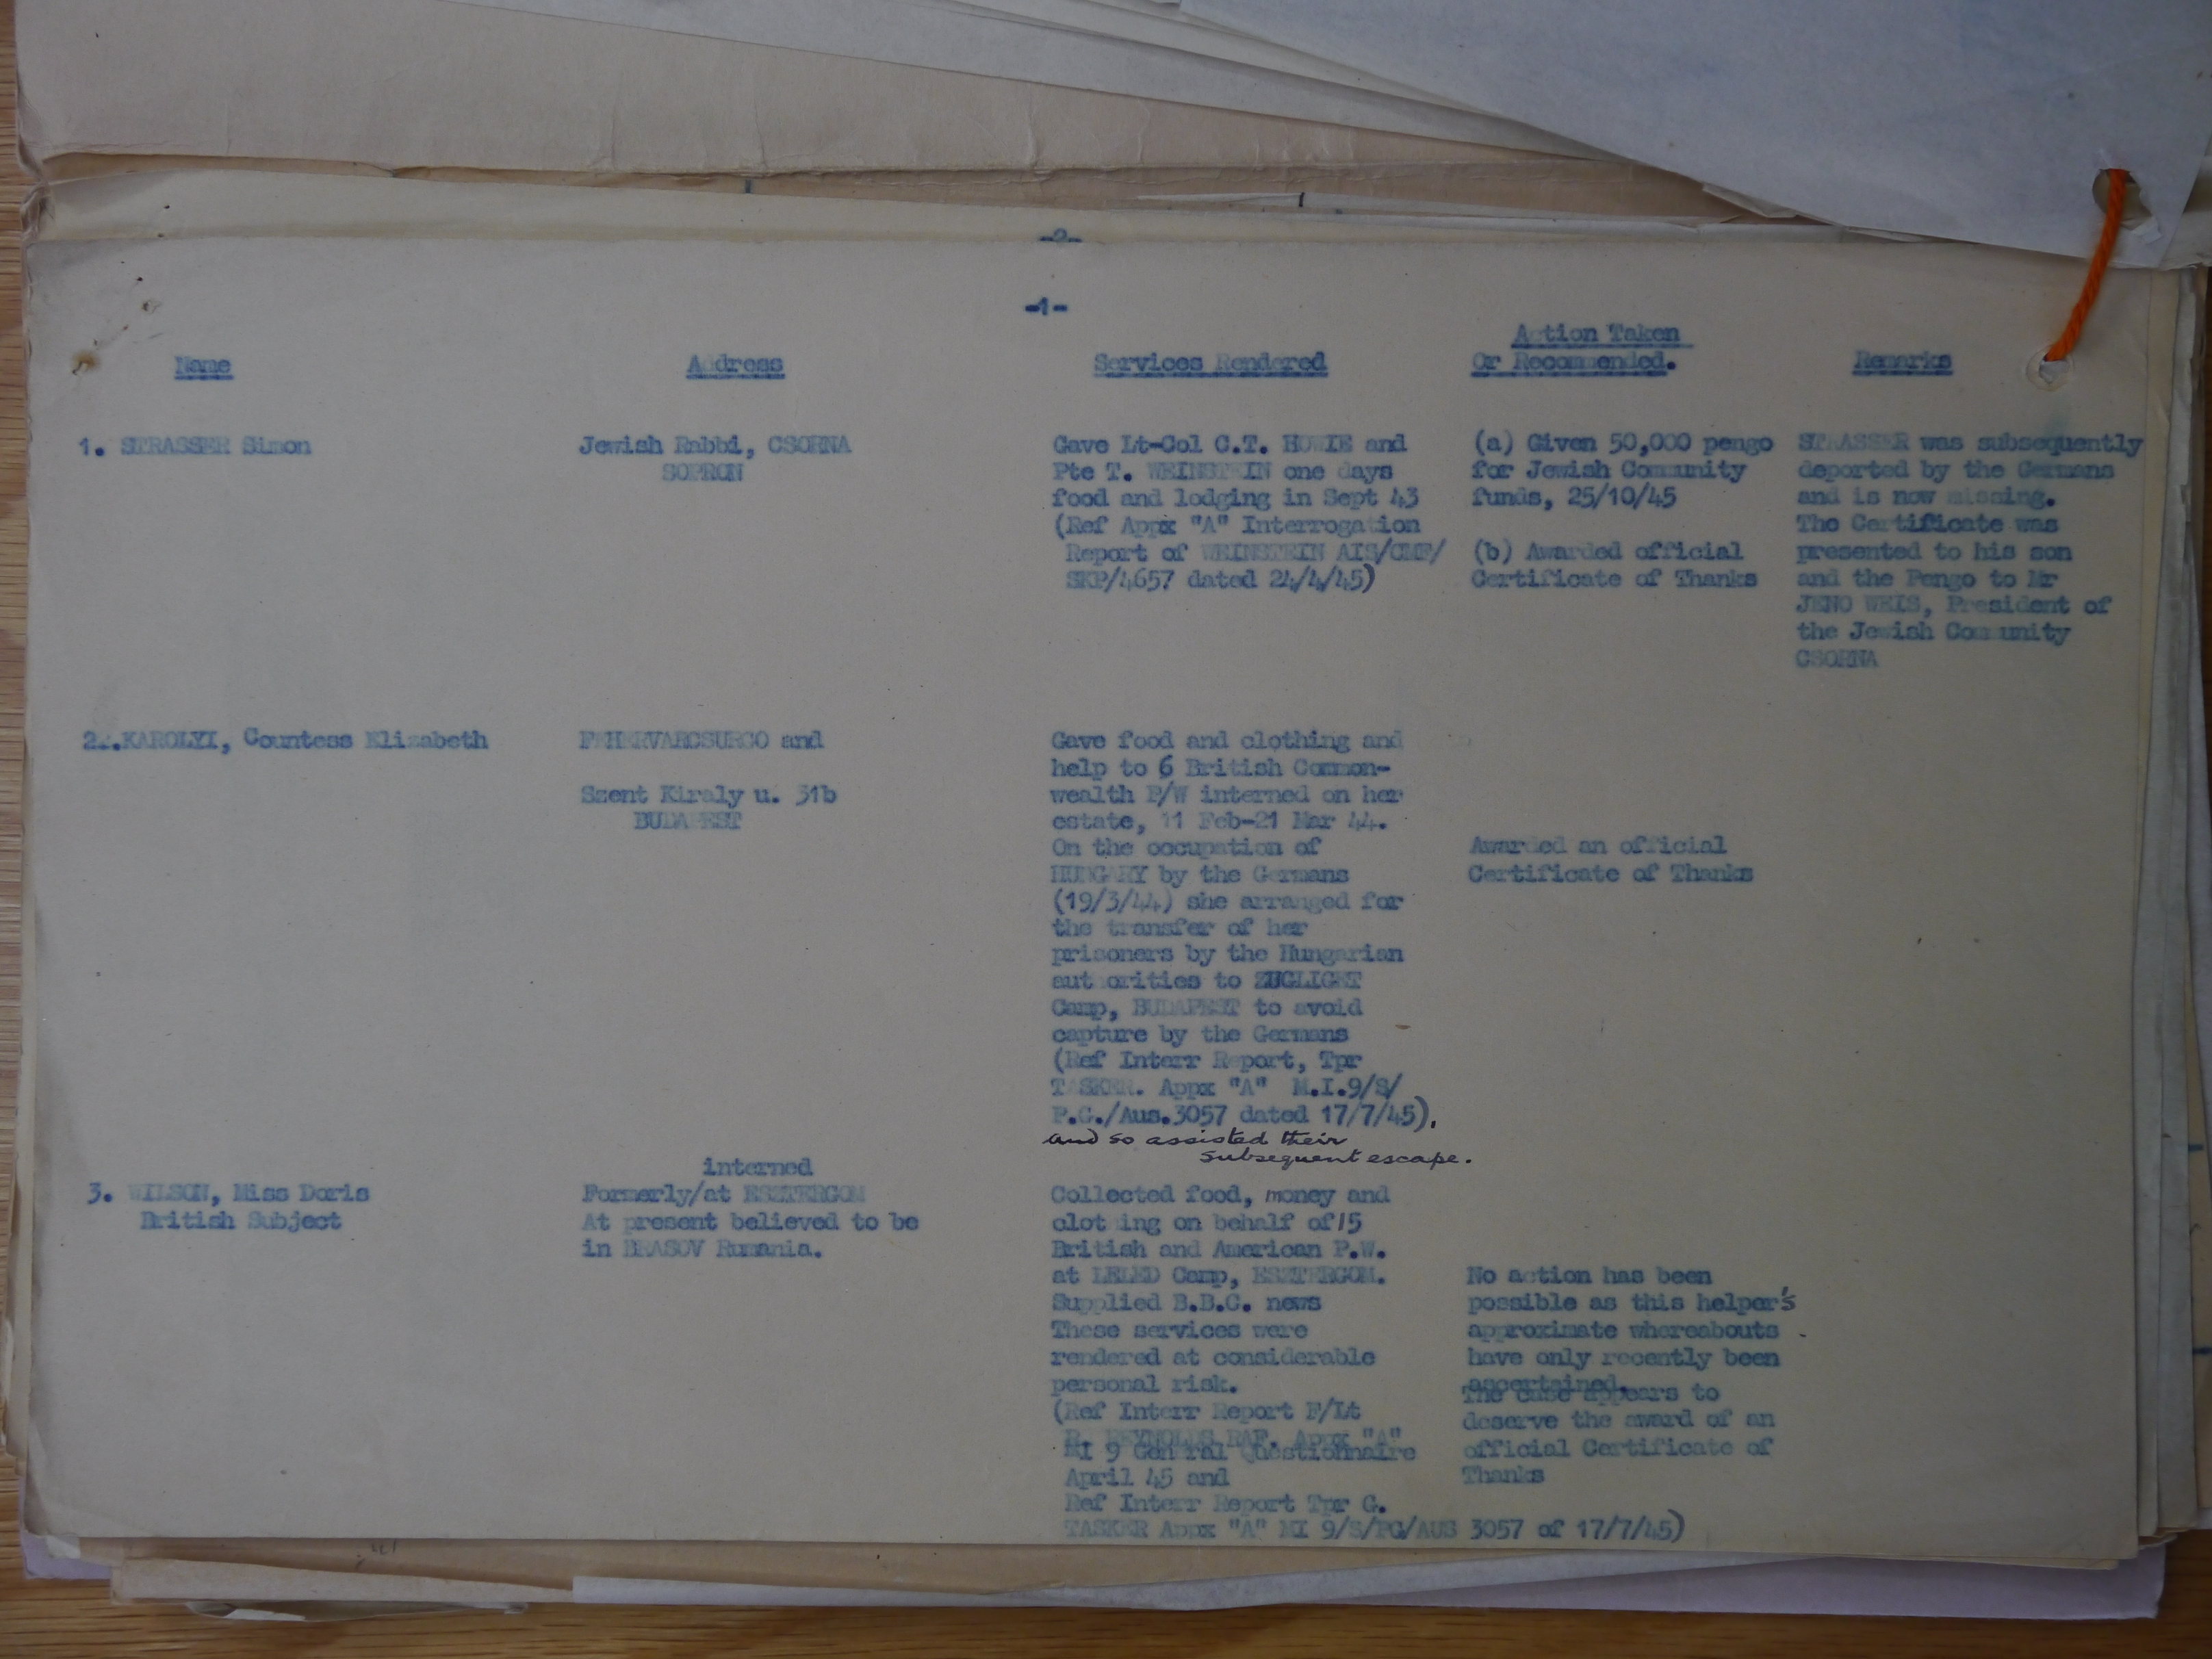 -2-
-1-
Name
Address
Services Rendered
Action Taken
Or Recommended.
Remarks
1. STRASSER Simon
Jewish Rabbi, CSORNA
SOPRON
Gave Lt-Col C.T. HOWIE and
Pte T. WEINSTEIN one days
food and lodging in Sept 43
(Ref Appx "A" Interrogation
Report of WEINSTEIN AIS/CMF/
SKP/4657 dated 24/4/45)
(a) Given 50,000 pengo
for Jewish Community
funds, 25/10/45
(b) Awarded official
Certificate of Thanks
STRASSER was subsequently
deported by the Germans
and is now missing.
The Certificate was
presented to his son
and the Pengo to Mr
JENO WEIS, President of
the Jewish Community
CSORNA
2..KAROLYI, Countess Elizabeth
FEHERVARCSURGO and
Szent Kiraly u. 31b
BUDAPEST
Gave food and clothing and
help to 6 British Common-
wealth P/W interned on her
estate, 11 Feb-21 Mar 44.
On the occupation of
HUNGARY by the Germans
(19/3/44) she arranged for
the transfer of her
prisoners by the Hungarian
authorities to ZUGLIGET
Camp, BUDAPEST to avoid
capture by the Germans
(Ref Interr Report, Tpr
TASKER. Appx "A" M.I.9/S/
P.G./Aus.3057 dated 17/7/45).
and so assisted their
subsequent escape.
Awarded an official
Certificate of Thanks
3. WILSON, Miss Doris
British Subject
interned
Formerly/at ESZTERGOM
At present believed to be
in BRASOV Rumania.
Collected food, money and
clothing on behalf of 15
British and American P.W.
at LELED Camp, ESZTERGOM.
Supplied B.B.C. news
These services were
rendered at considerable
personal risk.
(Ref Interr Report F/Lt
R. REYNOLDS RAF. Appx "A"
MI 9 General Questionnaire
April 45 and
Ref Interr Report Tpr G.
TASKER Appx "A" MI 9/S/PG/AUS 3057 of 17/7/45)
No action has been
possible as this helper's
approximate whereabouts
have only recently been
ascertained.
The case appears to
deserve the award of an
official Certificate of
Thanks